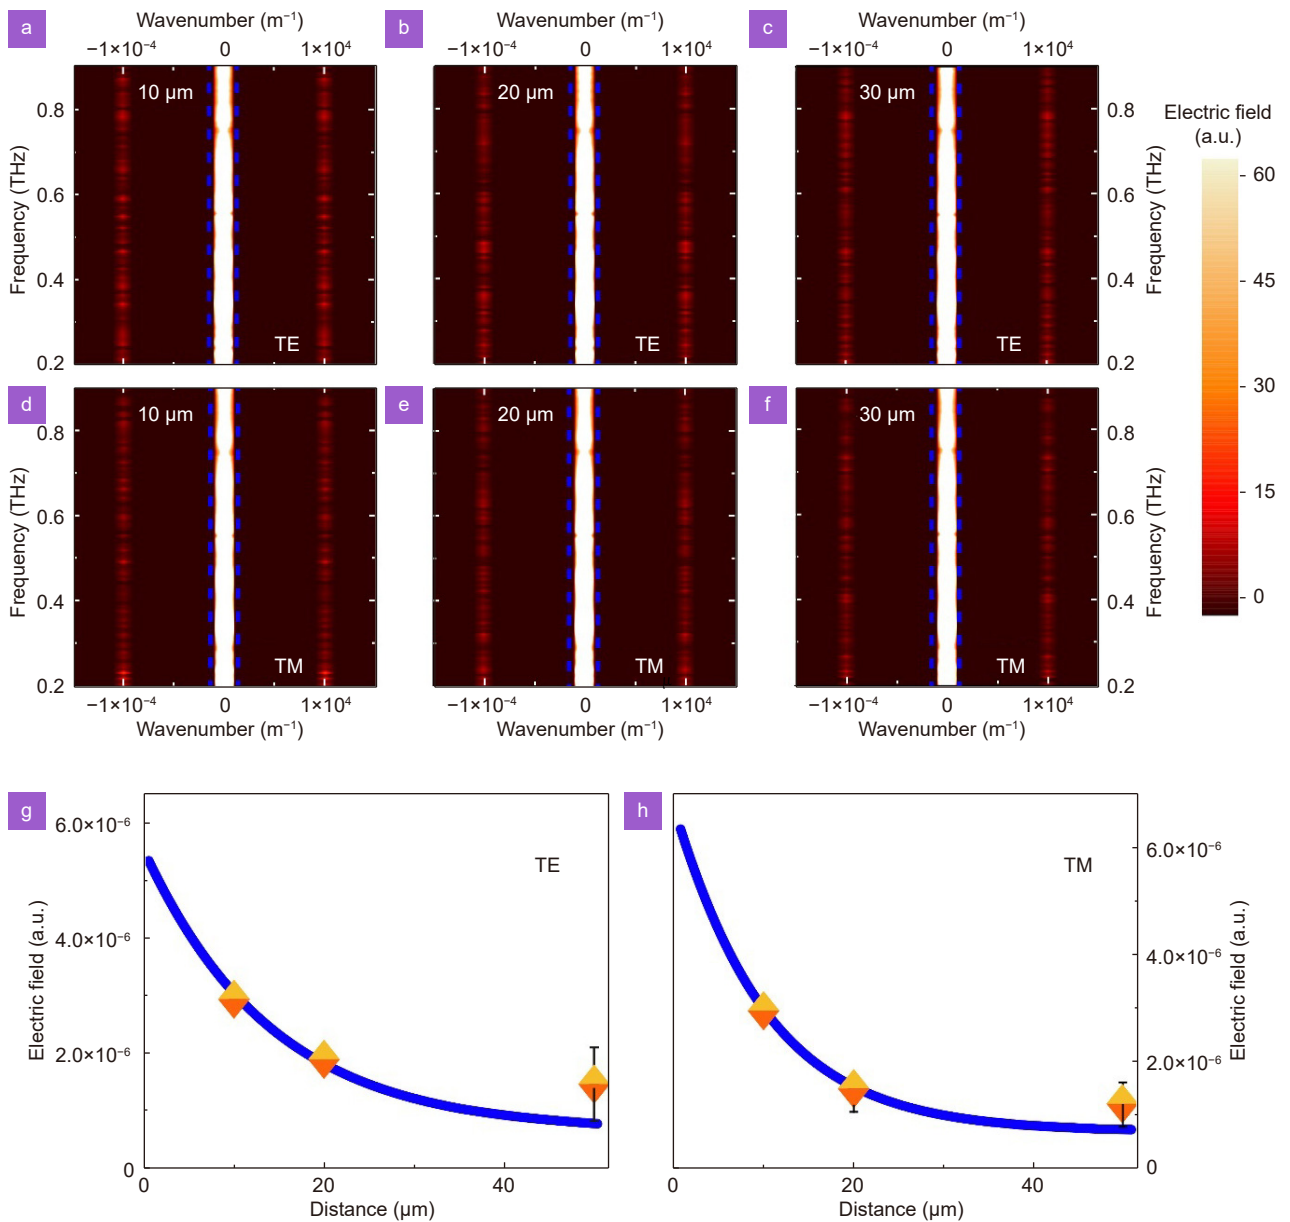 a
b
c
Wavenumber (m⁻¹)
Wavenumber (m⁻¹)
Wavenumber (m⁻¹)
−1×10⁻⁴ 0 1×10⁴
−1×10⁻⁴ 0 1×10⁴
−1×10⁻⁴ 0 1×10⁴
10 μm
20 μm
30 μm
TE
TE
TE
0.8
0.6
0.4
0.2
Frequency (THz)
0.8
0.6
0.4
0.2
Frequency (THz)
Electric field
(a.u.)
60
45
30
15
0
d
e
f
10 μm
20 μm
30 μm
TM
TM
TM
0.8
0.6
0.4
0.2
Frequency (THz)
0.8
0.6
0.4
0.2
Frequency (THz)
−1×10⁻⁴ 0 1×10⁴
−1×10⁻⁴ 0 1×10⁴
−1×10⁻⁴ 0 1×10⁴
Wavenumber (m⁻¹)
Wavenumber (m⁻¹)
Wavenumber (m⁻¹)
g
6.0×10⁻⁶
4.0×10⁻⁶
2.0×10⁻⁶
0
Electric field (a.u.)
TE
0 20 40
Distance (μm)
h
TM
6.0×10⁻⁶
4.0×10⁻⁶
2.0×10⁻⁶
0
Electric field (a.u.)
0 20 40
Distance (μm)